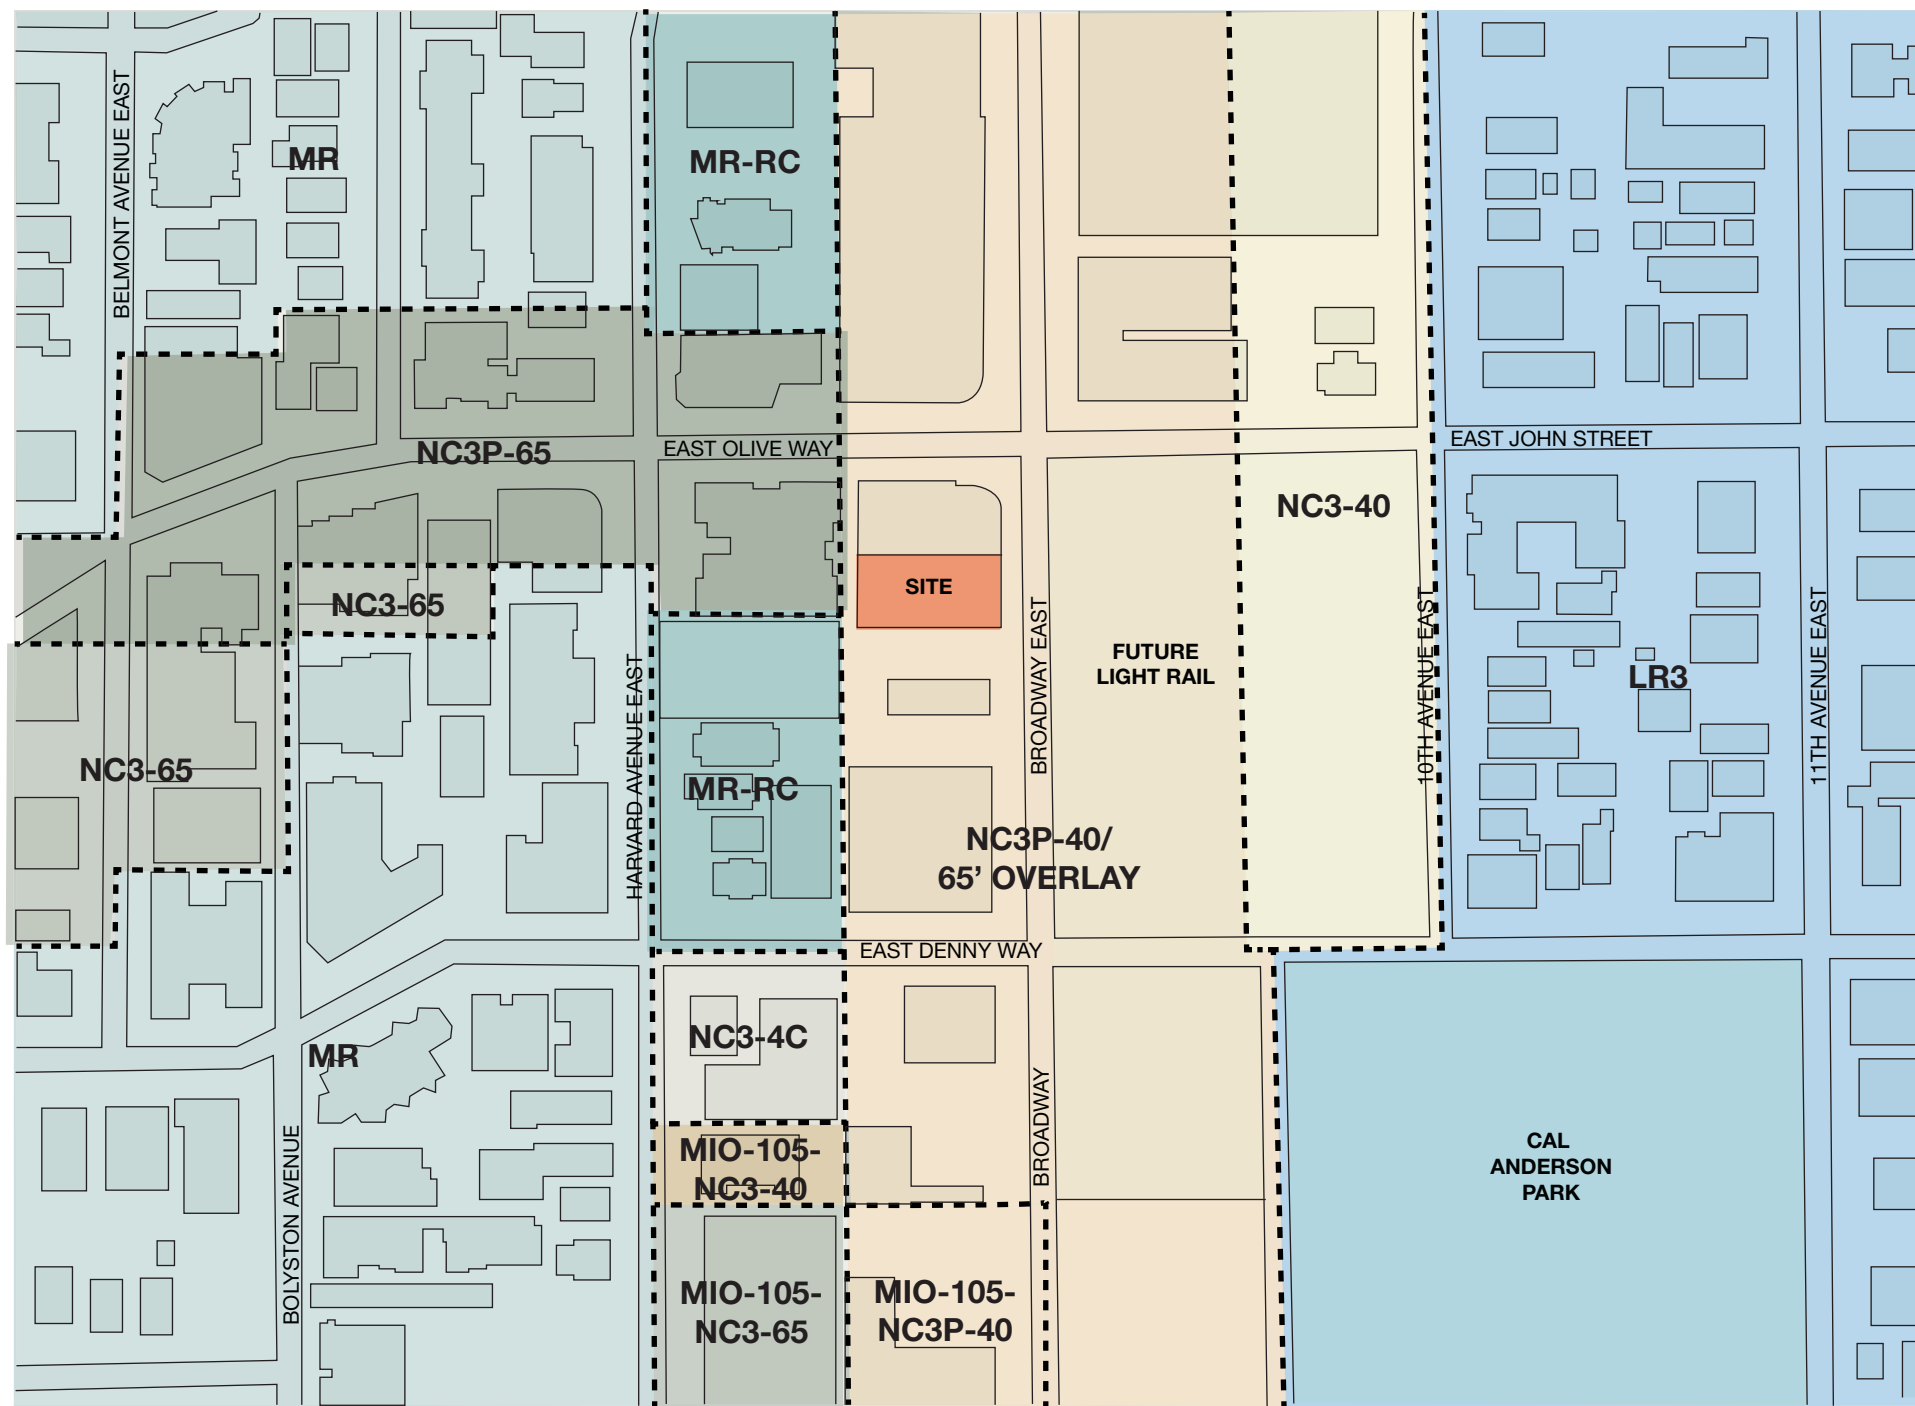 BELMONT AVENUE EAST
MR
MR-RC
NC3P-65
EAST OLIVE WAY
EAST JOHN STREET
NC3-40
SITE
NC3-65
FUTURE
LIGHT RAIL
BROADWAY EAST
10TH AVENUE EAST
LR3
11TH AVENUE EAST
HARVARD AVENUE EAST
NC3-65
MR-RC
NC3P-40/
65’ OVERLAY
EAST DENNY WAY
NC3-4C
MR
BROADWAY
BOLYSTON AVENUE
MIO-105-
NC3-40
CAL
ANDERSON
PARK
MIO-105-
NC3-65
MIO-105-
NC3P-40